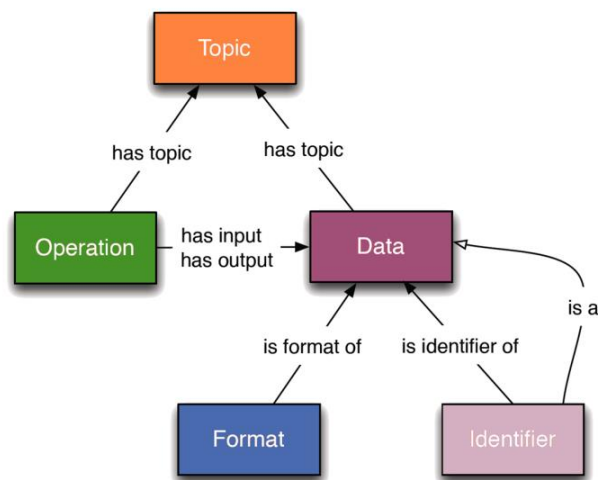 Topic
has topic
has topic
Operation
has input
has output
Data
is a
is format of
is identifier of
Format
Identifier